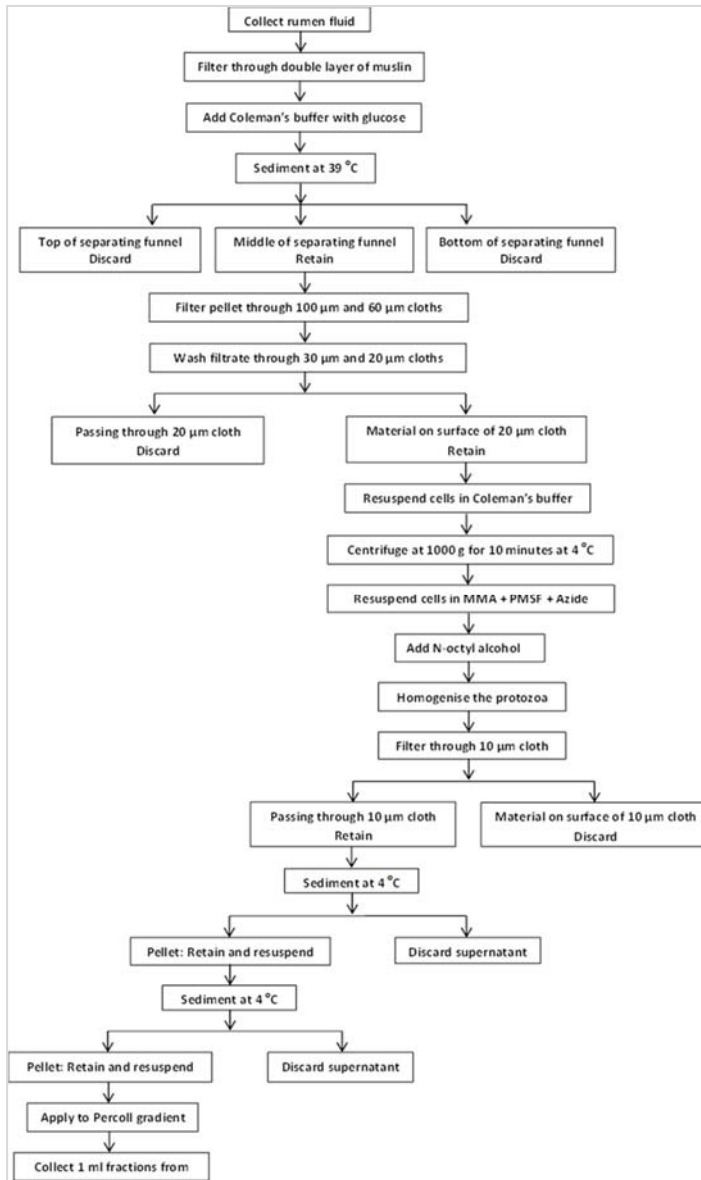 Collect rumen fluid
Filter through double layer of muslin
Add Coleman's buffer with glucose
Sediment at 39 °C
Top of separating funnel
Discard
Middle of separating funnel
Retain
Bottom of separating funnel
Discard
Filter pellet through 100 µm and 60 µm cloths
Wash filtrate through 30 µm and 20 µm cloths
Passing through 20 µm cloth
Discard
Material on surface of 20 µm cloth
Retain
Resuspend cells in Coleman's buffer
Centrifuge at 1000 g for 10 minutes at 4 °C
Resuspend cells in MMA + PMSF + Azide
Add N-octyl alcohol
Homogenise the protozoa
Filter through 10 µm cloth
Passing through 10 µm cloth
Retain
Material on surface of 10 µm cloth
Discard
Sediment at 4 °C
Pellet: Retain and resuspend
Discard supernatant
Sediment at 4 °C
Pellet: Retain and resuspend
Discard supernatant
Apply to Percoll gradient
Collect 1 ml fractions from